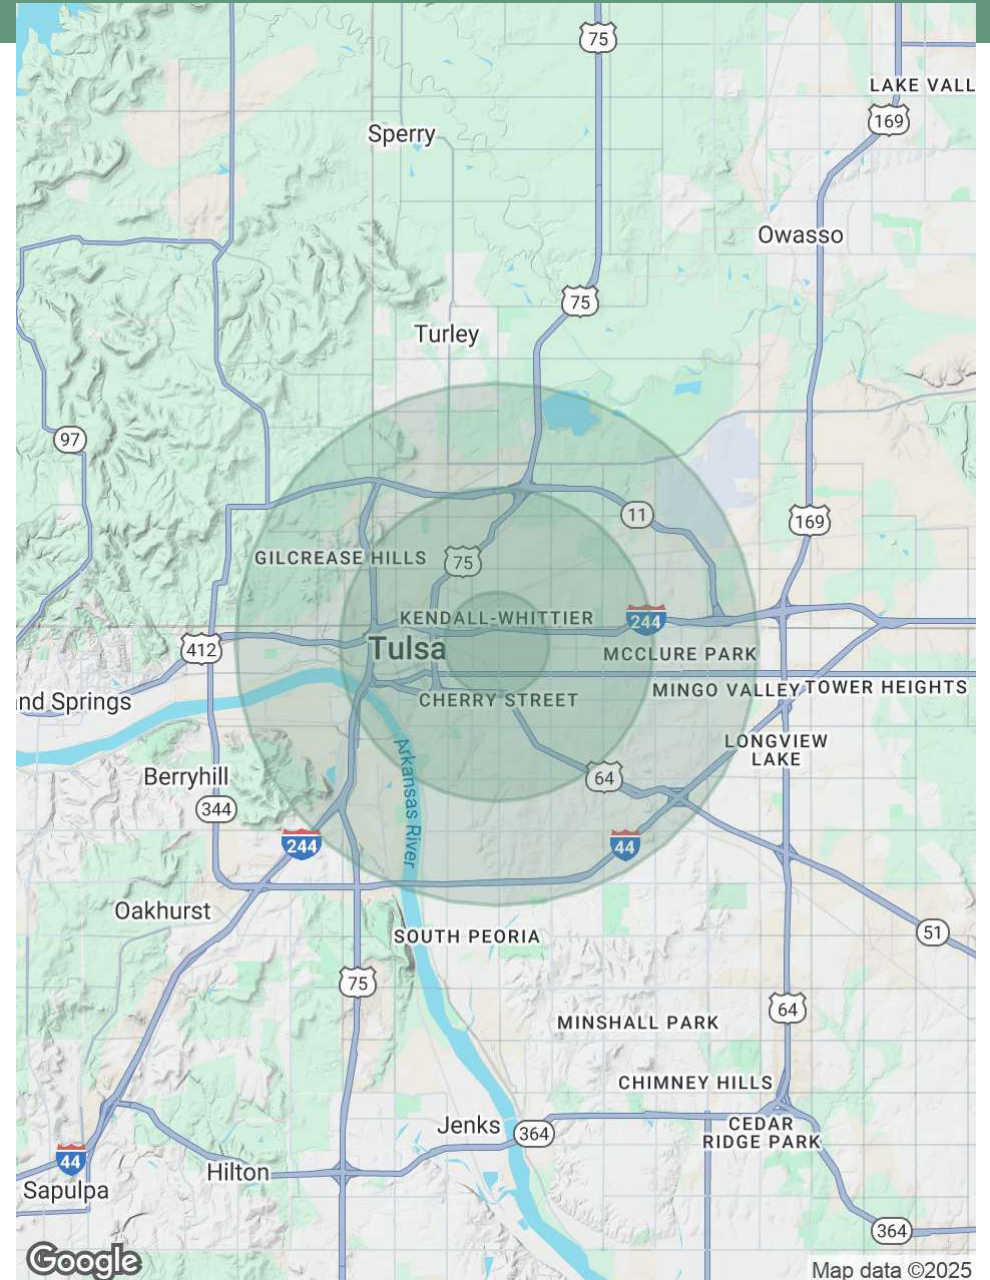 75
LAKE VALL
169
Sperry
Owasso
75
Turley
97
11
169
GILCREASE HILLS
75
KENDALL-WHITTIER
244
412
Tulsa
MCCLURE PARK
MINGO VALLEY
TOWER HEIGHTS
nd Springs
CHERRY STREET
LONGVIEW
LAKE
Berryhill
64
344
Arkansas River
244
44
Oakhurst
51
SOUTH PEORIA
75
64
MINSHALL PARK
CHIMNEY HILLS
Jenks
364
CEDAR
RIDGE PARK
44
Hilton
Sapulpa
364
Google
Map data ©2025